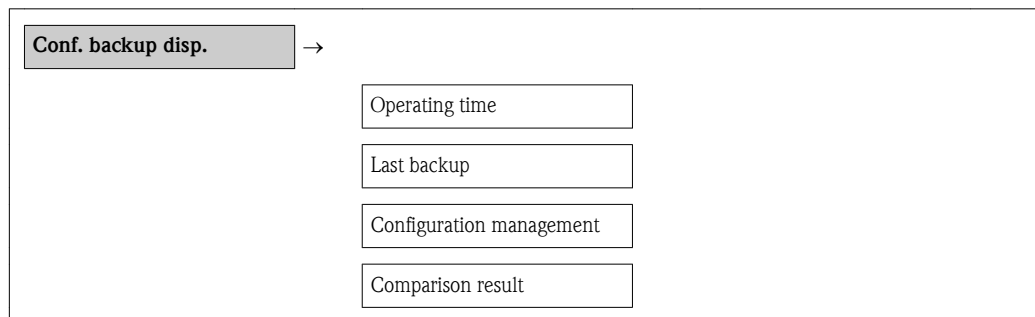 Conf. backup disp. →
Operating time
Last backup
Configuration management
Comparison result